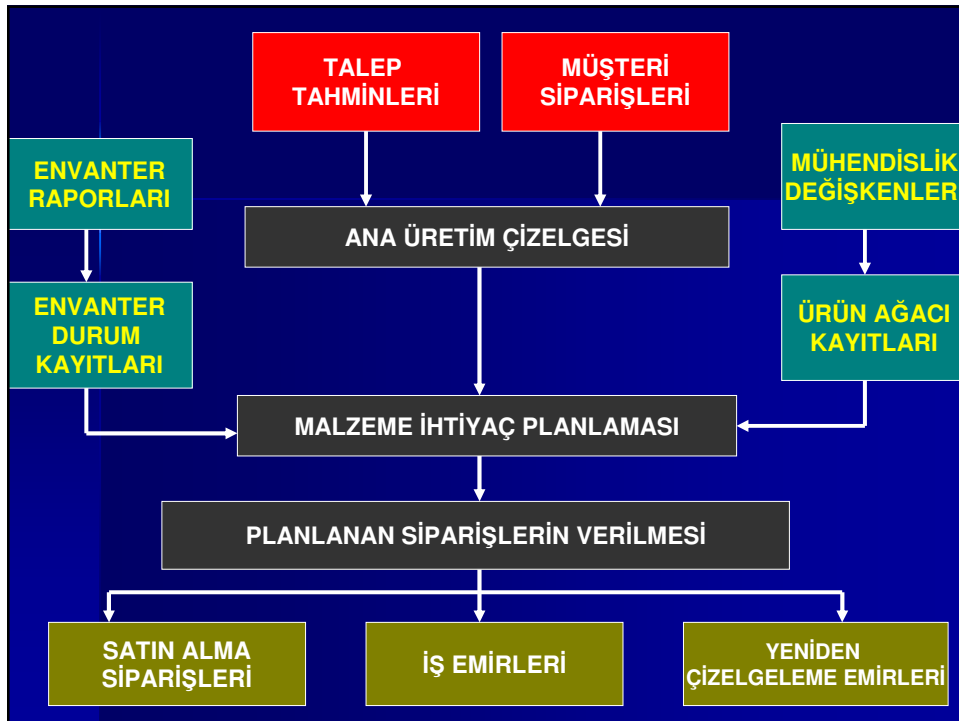 TALEP
TAHMİNLERİ
MÜŞTERİ
SİPARİŞLERİ
ENVANTER
RAPORLARI
MÜHENDİSLİK
DEĞİŞKENLER
ANA ÜRETİM ÇİZELGESİ
ENVANTER
DURUM
KAYITLARI
ÜRÜN AĞACI
KAYITLARI
MALZEME İHTİYAÇ PLANLAMASI
PLANLANAN SİPARİŞLERİN VERİLMESİ
SATIN ALMA
SİPARİŞLERİ
İŞ EMİRLERİ
YENİDEN
ÇİZELGELEME EMİRLERİ